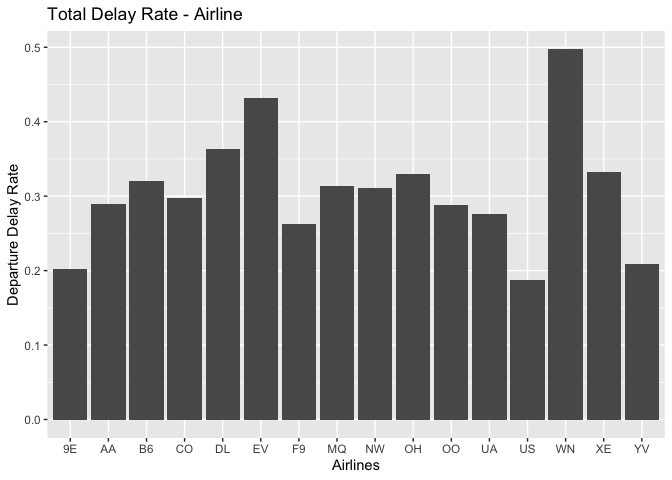 Total Delay Rate - Airline
Departure Delay Rate
0.5
0.4
0.3
0.2
0.1
0.0
9E AA B6 CO DL EV F9 MQ NW OH OO UA US WN XE YV
Airlines